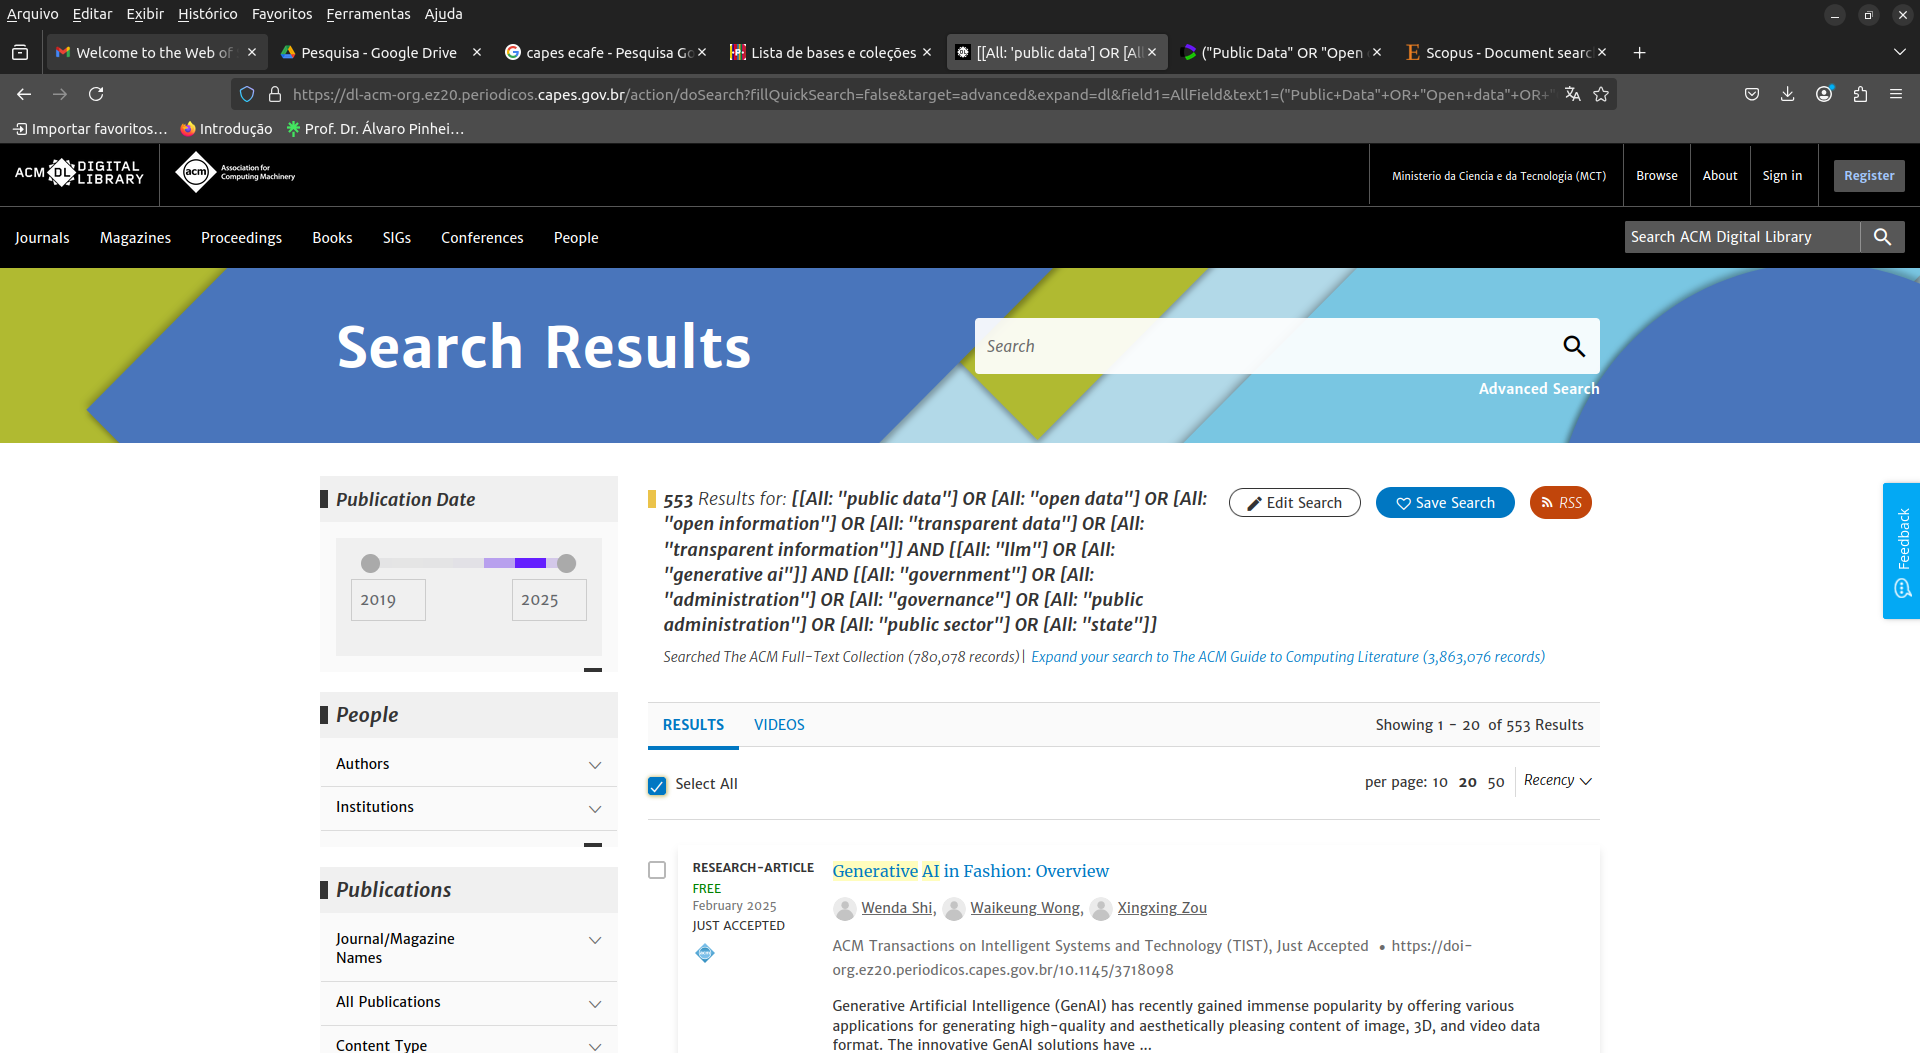 Arquivo Editar Exibir Histórico Favoritos Ferramentas Ajuda
Welcome to the Web of
Pesquisa - Google Drive
capes ecafe - Pesquisa Go
Lista de bases e coleções
[[All: 'public data'] OR [All
("Public Data" OR "Open
Scopus - Document searc
https://dl-acm-org.ez20.periodicos.capes.gov.br/action/doSearch?fillQuickSearch=false&target=advanced&expand=dl&field1=AllField&text1=("Public+Data"+OR+"Open+data"+OR+"
Importar favoritos...
Introdução
Prof. Dr. Álvaro Pinhei...
ACM DL DIGITAL LIBRARY
acm Association for Computing Machinery
Ministerio da Ciencia e da Tecnologia (MCT)
Browse
About
Sign in
Register
Journals Magazines Proceedings Books SIGs Conferences People
Search ACM Digital Library
Search Results
Search
Advanced Search
Publication Date
2019
2025
People
Authors
Institutions
Publications
Journal/Magazine
Names
All Publications
Content Type
553 Results for: [[All: "public data"] OR [All: "open data"] OR [All:
"open information"] OR [All: "transparent data"] OR [All:
"transparent information"]] AND [[All: "llm"] OR [All:
"generative ai"]] AND [[All: "government"] OR [All:
"administration"] OR [All: "governance"] OR [All: "public
administration"] OR [All: "public sector"] OR [All: "state"]]
Edit Search
Save Search
RSS
Searched The ACM Full-Text Collection (780,078 records)| Expand your search to The ACM Guide to Computing Literature (3,863,076 records)
RESULTS
VIDEOS
Showing 1 - 20 of 553 Results
Select All
per page: 10 20 50
Recency
RESEARCH-ARTICLE
FREE
February 2025
JUST ACCEPTED
Generative AI in Fashion: Overview
Wenda Shi, Waikeung Wong, Xingxing Zou
ACM Transactions on Intelligent Systems and Technology (TIST), Just Accepted • https://doi-
org.ez20.periodicos.capes.gov.br/10.1145/3718098
Generative Artificial Intelligence (GenAI) has recently gained immense popularity by offering various
applications for generating high-quality and aesthetically pleasing content of image, 3D, and video data
format. The innovative GenAI solutions have ...
Feedback